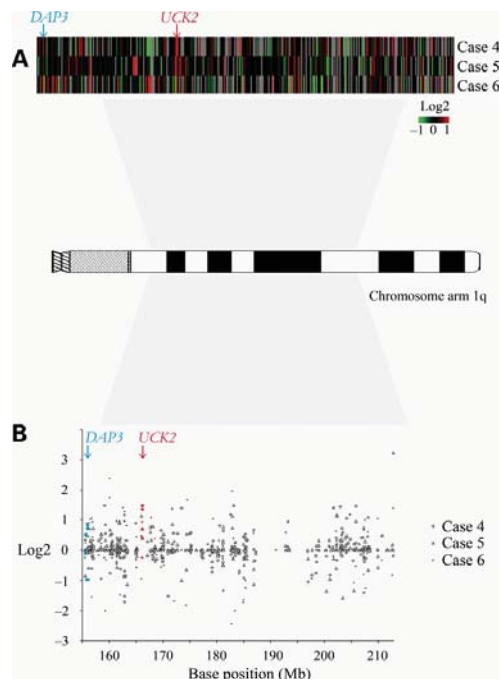 DAP3 UCK2
A
Case 4
Case 5
Case 6
Log2
−1 0 1
Chromosome arm 1q
B
DAP3 UCK2
3
2
1
Log2 0
−1
−2
−3
160 170 180 190 200 210
Base position (Mb)
Case 4
Case 5
Case 6